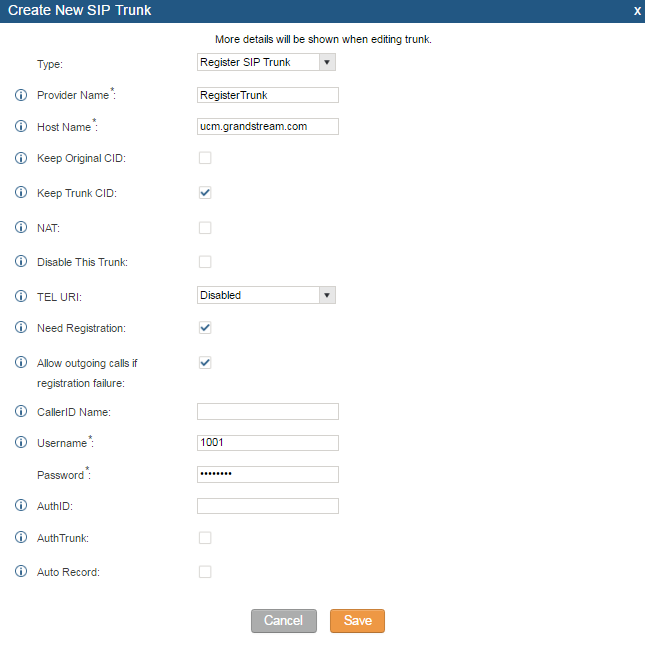 Create New SIP Trunk x
More details will be shown when editing trunk.
Type: Register SIP Trunk
Provider Name*: RegisterTrunk
Host Name*: ucm.grandstream.com
Keep Original CID:
Keep Trunk CID:
NAT:
Disable This Trunk:
TEL URI: Disabled
Need Registration:
Allow outgoing calls if
registration failure:
CallerID Name:
Username*: 1001
Password*: ••••••••
AuthID:
AuthTrunk:
Auto Record:
Cancel Save